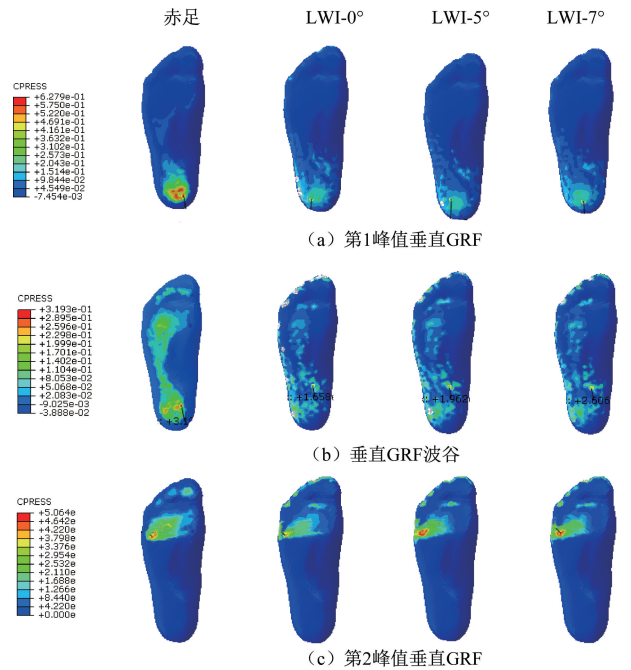 赤足 LWI-0° LWI-5° LWI-7°
CPRESS
+6.279e-01
+5.750e-01
+5.220e-01
+4.691e-01
+4.161e-01
+3.632e-01
+3.102e-01
+2.573e-01
+2.043e-01
+1.514e-01
+9.844e-02
+4.549e-02
-7.454e-03
(a)第1峰值垂直GRF
CPRESS
+3.193e-01
+2.895e-01
+2.596e-01
+2.298e-01
+1.999e-01
+1.701e-01
+1.402e-01
+1.104e-01
+8.053e-02
+5.068e-02
+2.083e-02
-9.025e-03
-3.888e-02
(b)垂直GRF波谷
CPRESS
+5.064e
+4.642e
+4.220e
+3.798e
+3.376e
+2.954e
+2.532e
+2.110e
+1.688e
+1.266e
+8.440e
+4.220e
+0.000e
(c)第2峰值垂直GRF